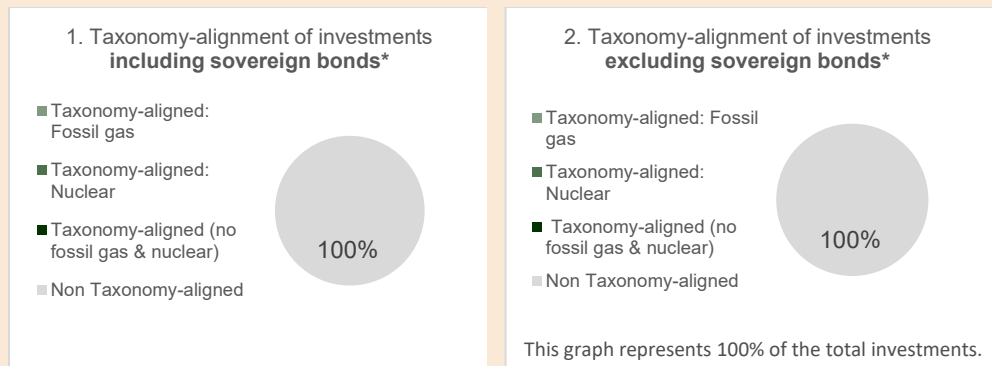 1. Taxonomy-alignment of investments
including sovereign bonds*
Taxonomy-aligned:
Fossil gas
Taxonomy-aligned:
Nuclear
Taxonomy-aligned (no
fossil gas & nuclear)
Non Taxonomy-aligned
100%
2. Taxonomy-alignment of investments
excluding sovereign bonds*
Taxonomy-aligned: Fossil
gas
Taxonomy-aligned:
Nuclear
Taxonomy-aligned (no
fossil gas & nuclear)
Non Taxonomy-aligned
100%
This graph represents 100% of the total investments.